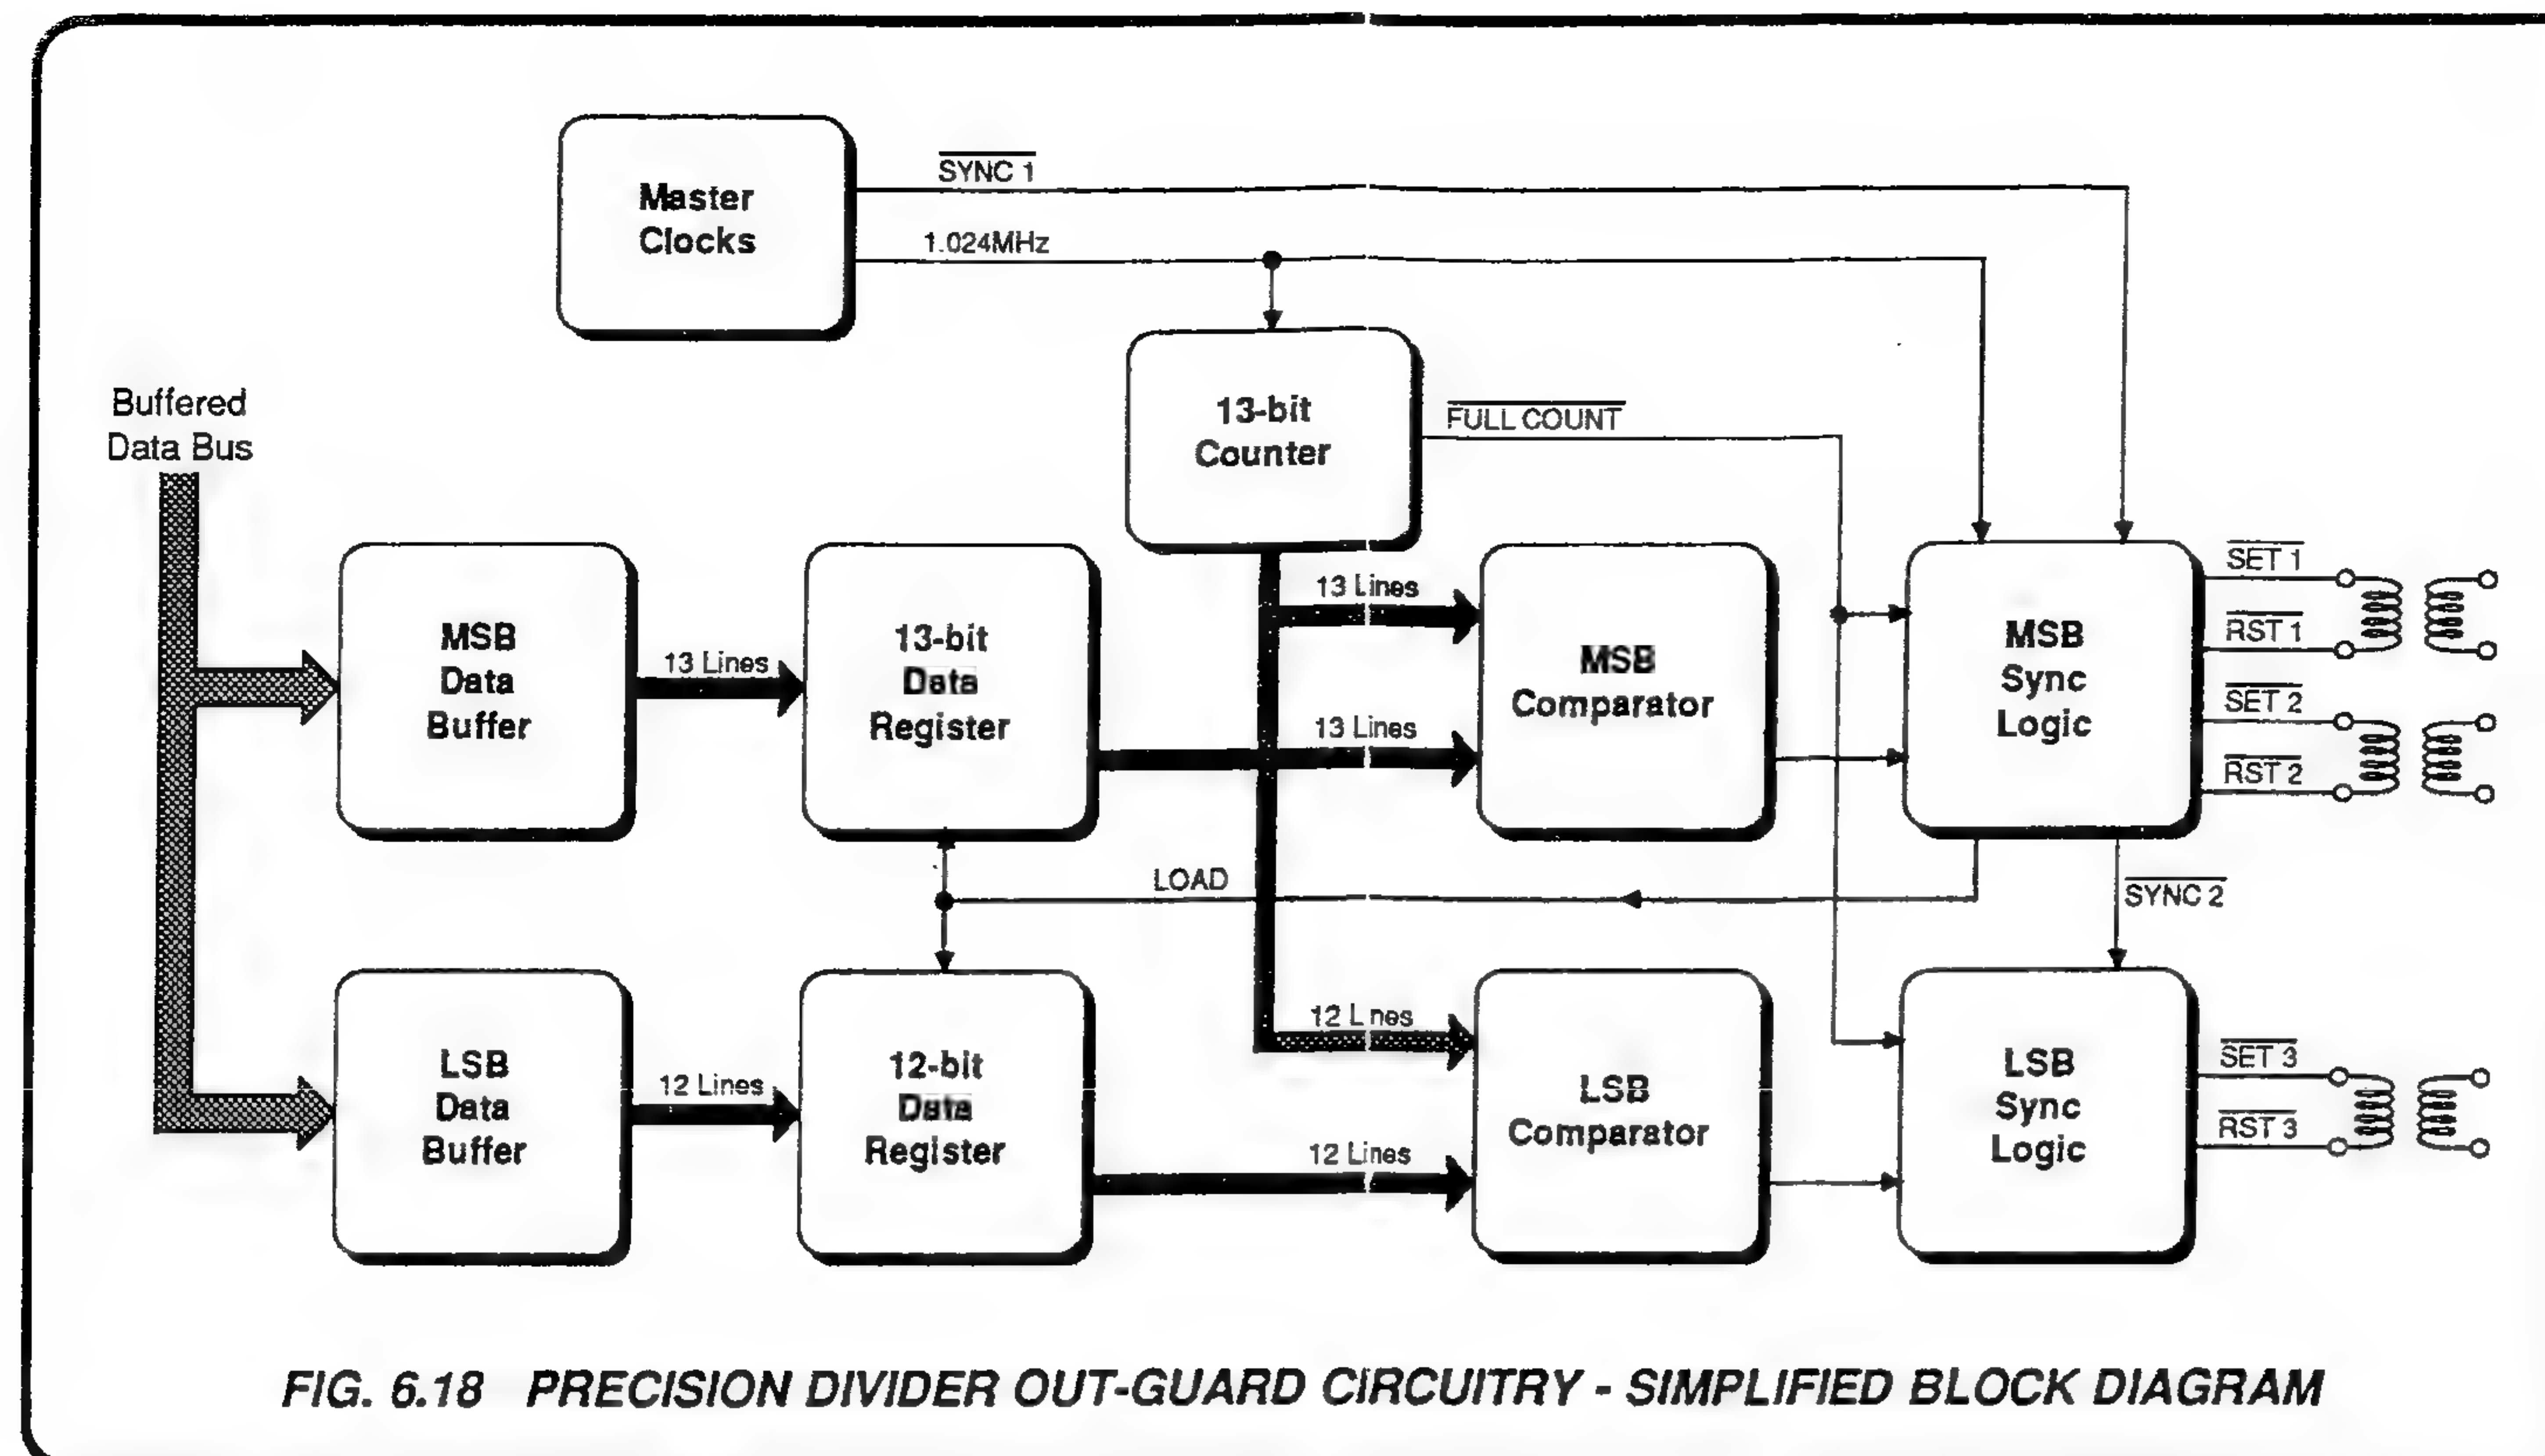 SYNC 1
Master
Clocks
1.024MHz
Buffered
Data Bus
13-bit
Counter
FULL COUNT
MSB
Data
Buffer
13 Lines
13-bit
Data
Register
13 Lines
13 Lines
MSB
Comparator
MSB
Sync
Logic
SET 1
RST 1
SET 2
RST 2
LOAD
SYNC 2
LSB
Data
Buffer
12 Lines
12-bit
Data
Register
12 Lines
12 Lines
LSB
Comparator
LSB
Sync
Logic
SET 3
RST 3
FIG. 6.18 PRECISION DIVIDER OUT-GUARD CIRCUITRY - SIMPLIFIED BLOCK DIAGRAM